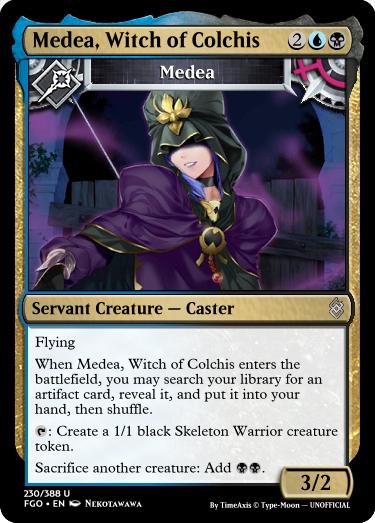 Medea, Witch of Colchis 2
Medea
Servant Creature — Caster
Flying
When Medea, Witch of Colchis enters the
battlefield, you may search your library for an
artifact card, reveal it, and put it into your
hand, then shuffle.
: Create a 1/1 black Skeleton Warrior creature
token.
Sacrifice another creature: Add .
3/2
230/388 U
FGO • EN Nekotawawa
By TimeAxis © Type-Moon — UNOFFICIAL